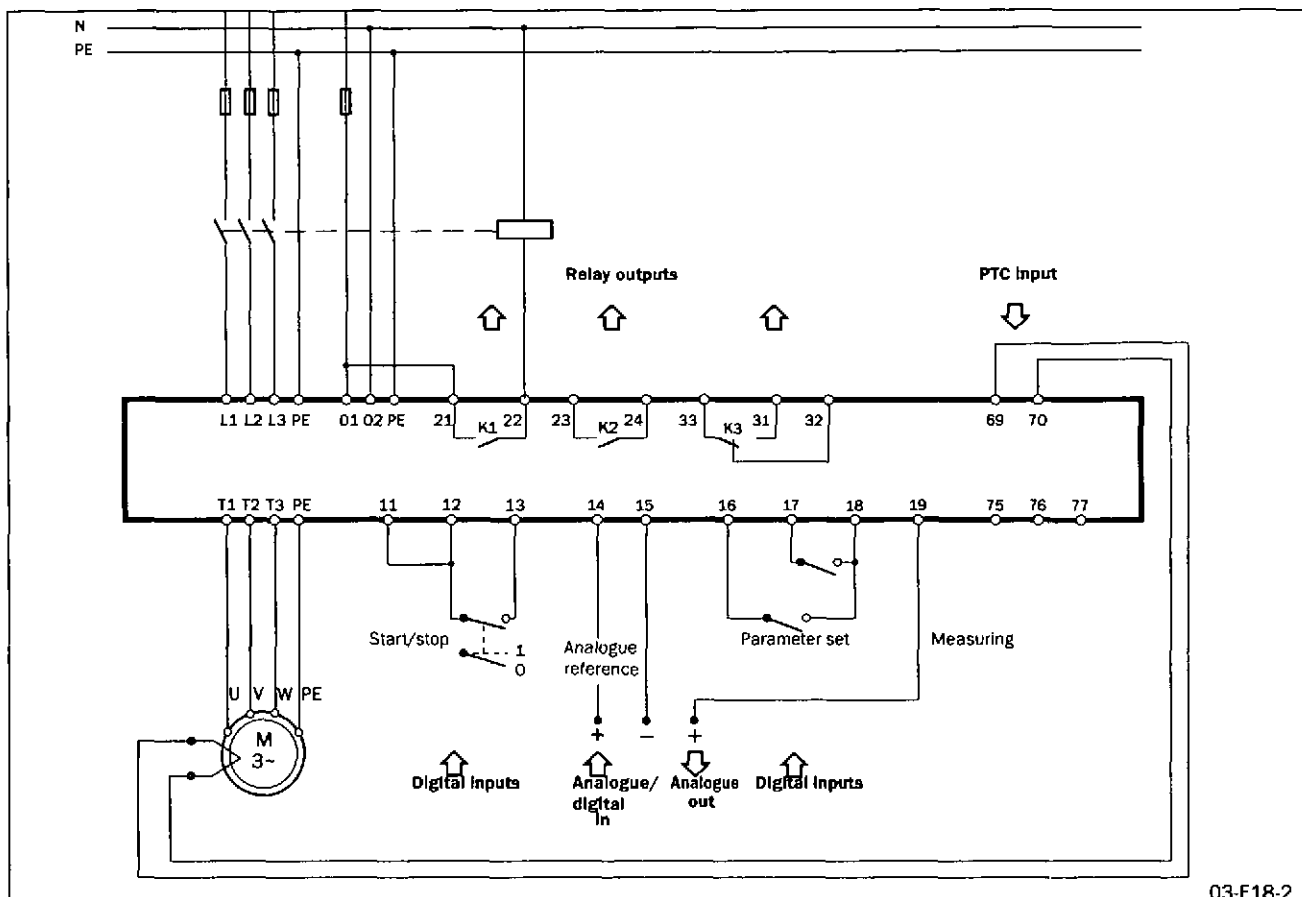 N
PE
Relay outputs
PTC input
L1 L2 L3 PE 01 02 PE 21 22 23 24 33 31 32 69 70
K1 K2 K3
T1 T2 T3 PE 11 12 13 14 15 16 17 18 19 75 76 77
Start/stop
1
0
Analogue
reference
Parameter set
Measuring
U V W PE
M
3~
+ − +
Digital inputs
Analogue/
digital
in
Analogue
out
Digital inputs
03-F18-2